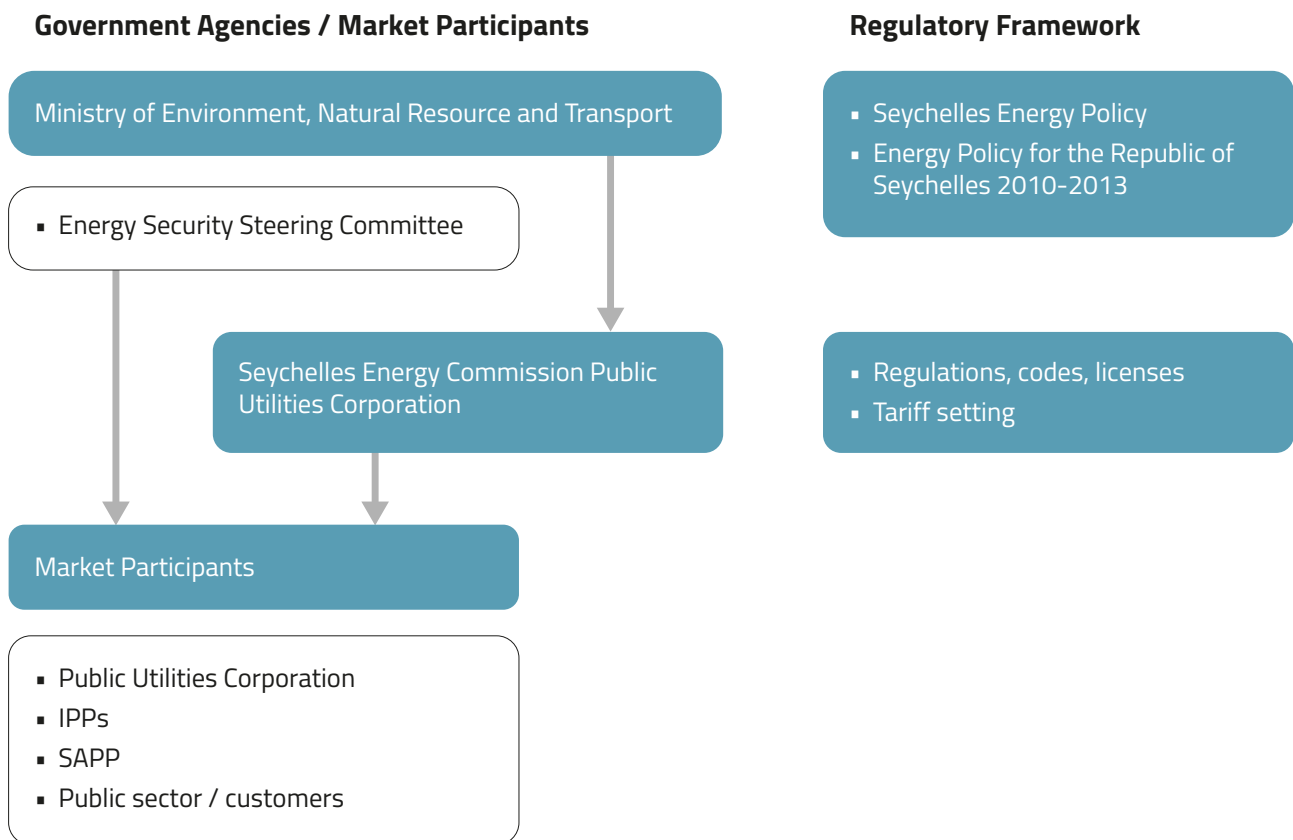 Government Agencies / Market Participants
Regulatory Framework
Ministry of Environment, Natural Resource and Transport
▪ Seychelles Energy Policy
▪ Energy Policy for the Republic of
Seychelles 2010-2013
▪ Energy Security Steering Committee
Seychelles Energy Commission Public
Utilities Corporation
▪ Regulations, codes, licenses
▪ Tariff setting
Market Participants
▪ Public Utilities Corporation
▪ IPPs
▪ SAPP
▪ Public sector / customers